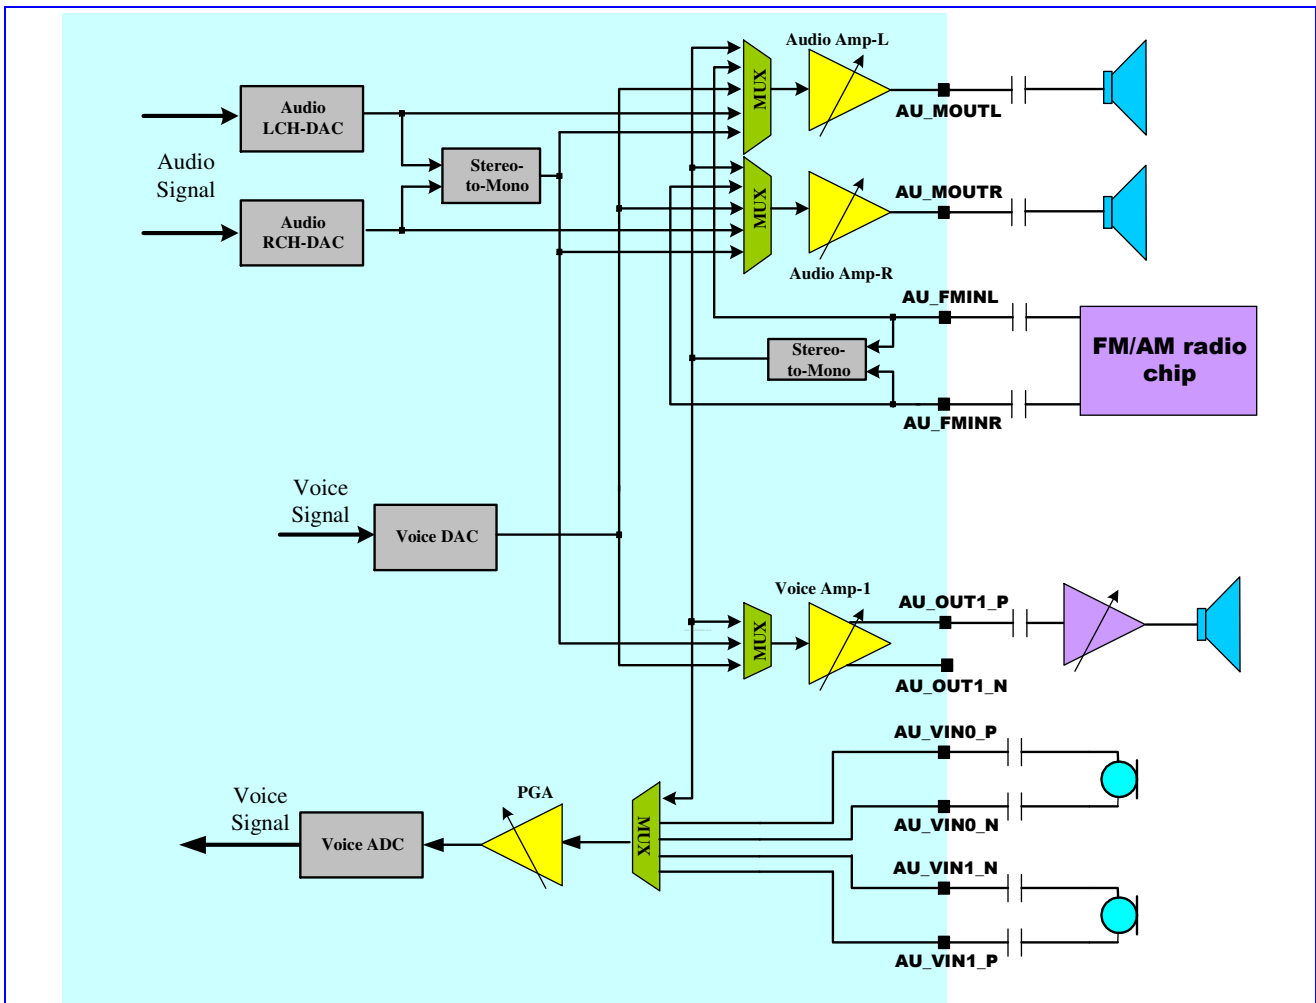 Audio Amp-L
MUX
AU_MOUTL
Audio
LCH-DAC
Audio
Signal
Stereo-
to-Mono
Audio
RCH-DAC
MUX
AU_MOUTR
Audio Amp-R
AU_FMINL
Stereo-
to-Mono
FM/AM radio
chip
AU_FMINR
Voice
Signal
Voice DAC
Voice Amp-1
MUX
AU_OUT1_P
AU_OUT1_N
AU_VIN0_P
PGA
Voice
Signal
Voice ADC
MUX
AU_VIN0_N
AU_VIN1_N
AU_VIN1_P